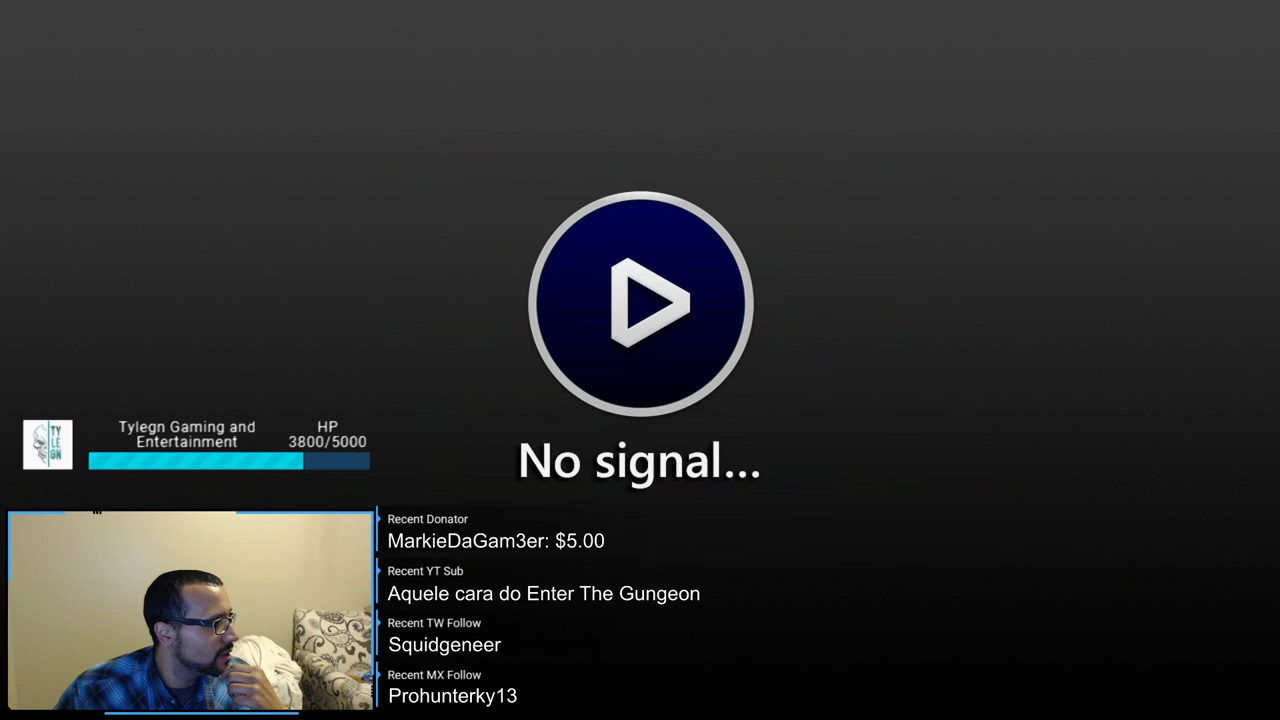 No signal...
TY
LE
GN
Tylegn Gaming and
Entertainment
HP
3800/5000
Recent Donator
MarkieDaGam3er: $5.00
Recent YT Sub
Aquele cara do Enter The Gungeon
Recent TW Follow
Squidgeneer
Recent MX Follow
Prohunterky13